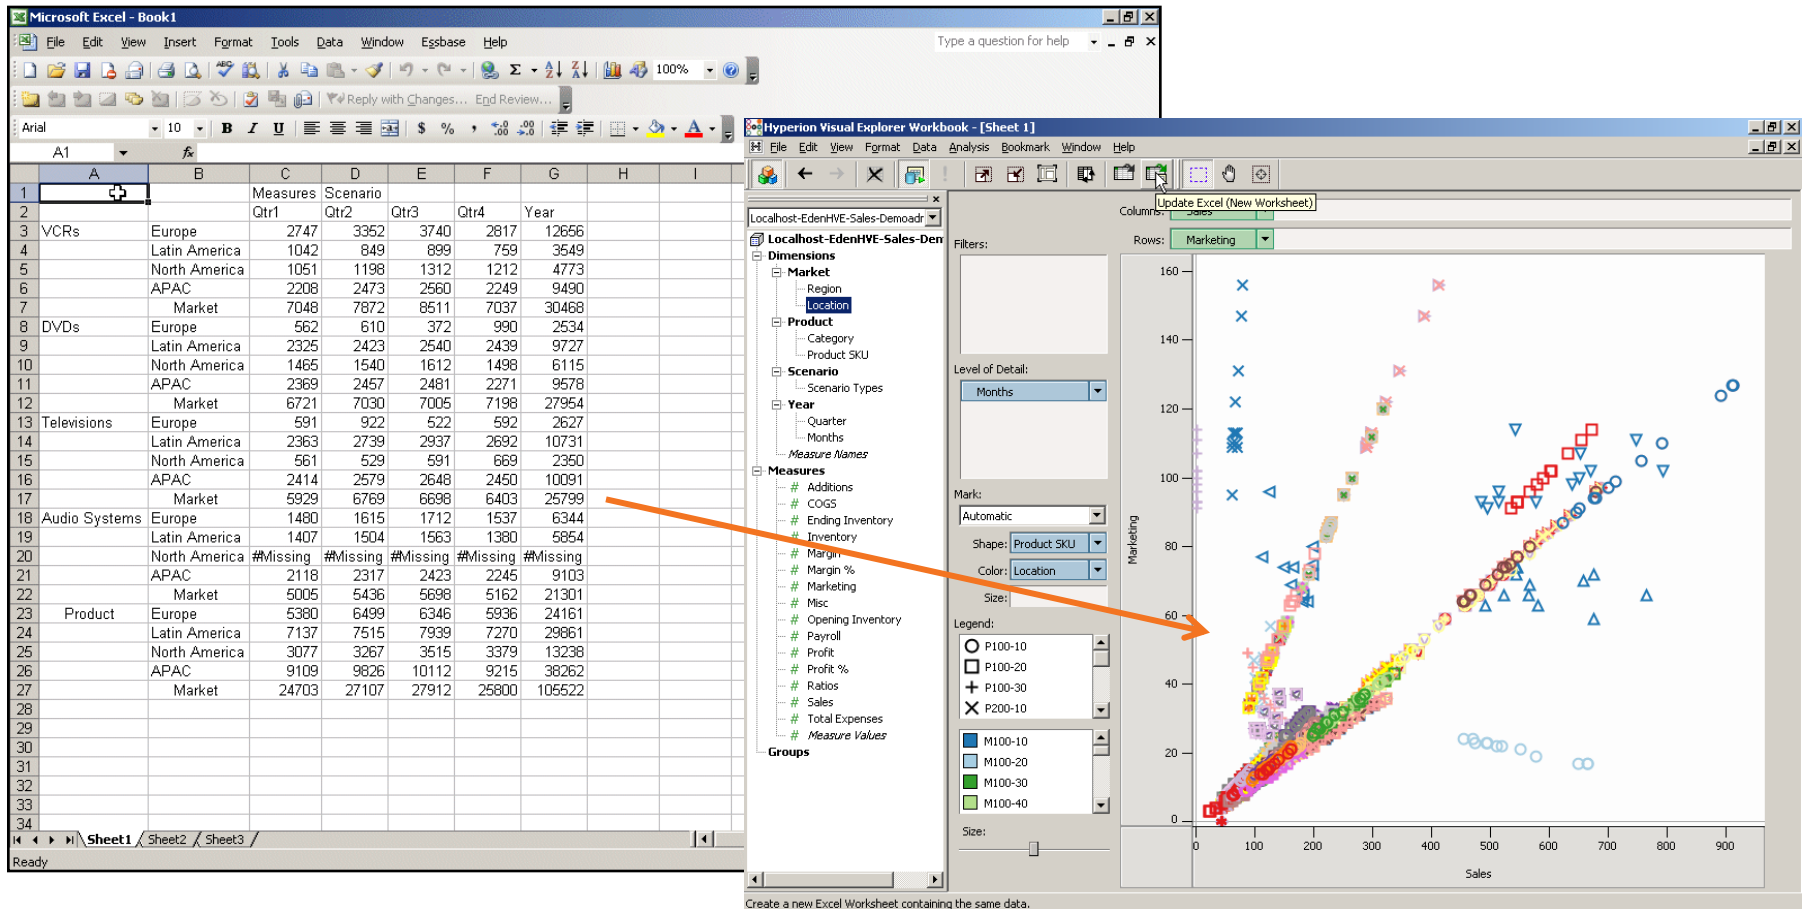 Microsoft Excel - Book1
File Edit View Insert Format Tools Data Window Essbase Help
Type a question for help
100%
Reply with Changes... End Review...
Arial 10 B I U $ % ,
A1 fx
A B C D E F G H I
1 Measures Scenario
2 Qtr1 Qtr2 Qtr3 Qtr4 Year
3 VCRs Europe 2747 3352 3740 2817 12656
4 Latin America 1042 849 899 759 3549
5 North America 1051 1198 1312 1212 4773
6 APAC 2208 2473 2560 2249 9490
7 Market 7048 7872 8511 7037 30468
8 DVDs Europe 562 610 372 990 2534
9 Latin America 2325 2423 2540 2439 9727
10 North America 1465 1540 1612 1498 6115
11 APAC 2369 2457 2481 2271 9578
12 Market 6721 7030 7005 7198 27954
13 Televisions Europe 591 922 522 592 2627
14 Latin America 2363 2739 2937 2692 10731
15 North America 561 529 591 669 2350
16 APAC 2414 2579 2648 2450 10091
17 Market 5929 6769 6698 6403 25799
18 Audio Systems Europe 1480 1615 1712 1537 6344
19 Latin America 1407 1504 1563 1380 5854
20 North America #Missing #Missing #Missing #Missing #Missing
21 APAC 2118 2317 2423 2245 9103
22 Market 5005 5436 5698 5162 21301
23 Product Europe 5380 6499 6346 5936 24161
24 Latin America 7137 7515 7939 7270 29861
25 North America 3077 3267 3515 3379 13238
26 APAC 9109 9826 10112 9215 38262
27 Market 24703 27107 27912 25800 105522
28
29
30
31
32
33
34
Sheet1 Sheet2 Sheet3
Ready
Hyperion Visual Explorer Workbook - [Sheet 1]
File Edit View Format Data Analysis Bookmark Window Help
Update Excel (New Worksheet)
Localhost-EdenHVE-Sales-Demoadr
Localhost-EdenHVE-Sales-Dem
Dimensions
Market
Region
Location
Product
Category
Product SKU
Scenario
Scenario Types
Year
Quarter
Months
Measure Names
Measures
# Additions
# COGS
# Ending Inventory
# Inventory
# Margin
# Margin %
# Marketing
# Misc
# Opening Inventory
# Payroll
# Profit
# Profit %
# Ratios
# Sales
# Total Expenses
# Measure Values
Groups
Filters:
Level of Detail:
Months
Mark:
Automatic
Shape: Product SKU
Color: Location
Size:
Legend:
P100-10
P100-20
P100-30
P200-10
M100-10
M100-20
M100-30
M100-40
Size:
Columns: Sales
Rows: Marketing
160
140
120
100
80
60
40
20
0
Marketing
0 100 200 300 400 500 600 700 800 900
Sales
Create a new Excel Worksheet containing the same data.